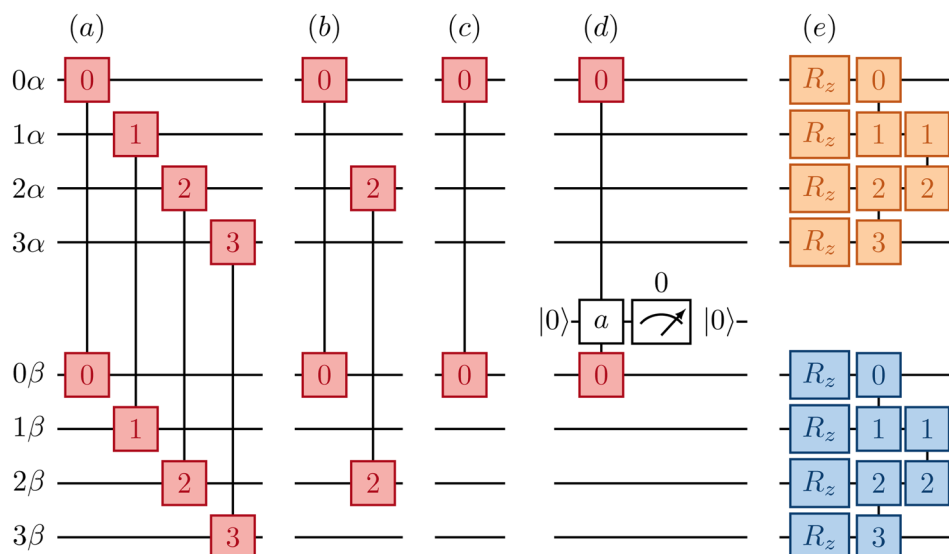 (a) (b) (c) (d) (e)
0α 0 0 0 0 R_z 0
1α 1 R_z 1 1
2α 2 2 R_z 2 2
3α 3 R_z 3
0
|0⟩ a |0⟩
0β 0 0 0 0 R_z 0
1β 1 R_z 1 1
2β 2 2 R_z 2 2
3β 3 R_z 3